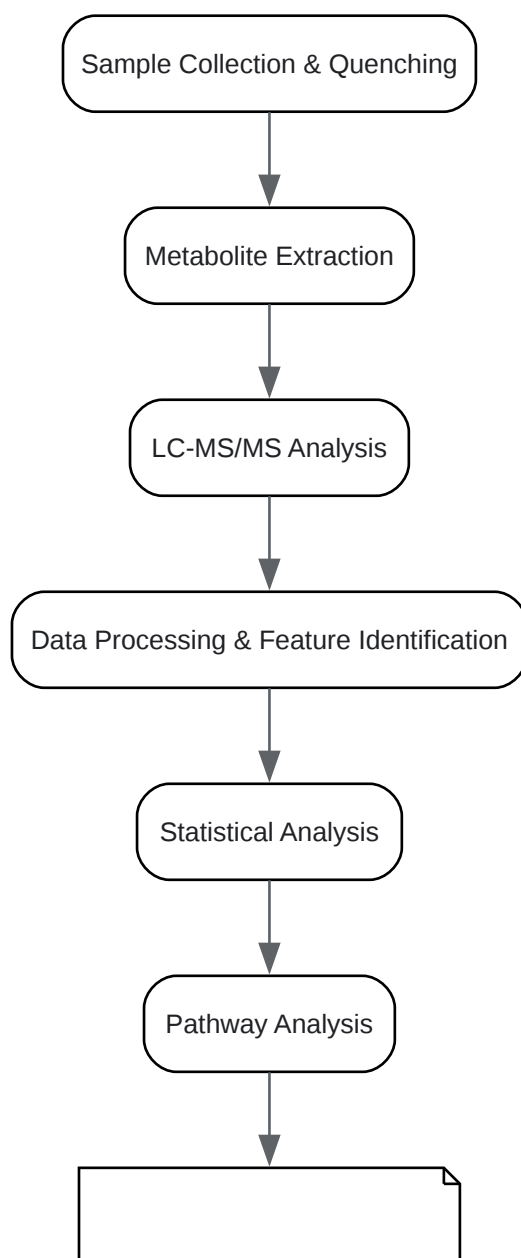 Sample Collection & Quenching
Metabolite Extraction
LC-MS/MS Analysis
Data Processing & Feature Identification
Statistical Analysis
Pathway Analysis